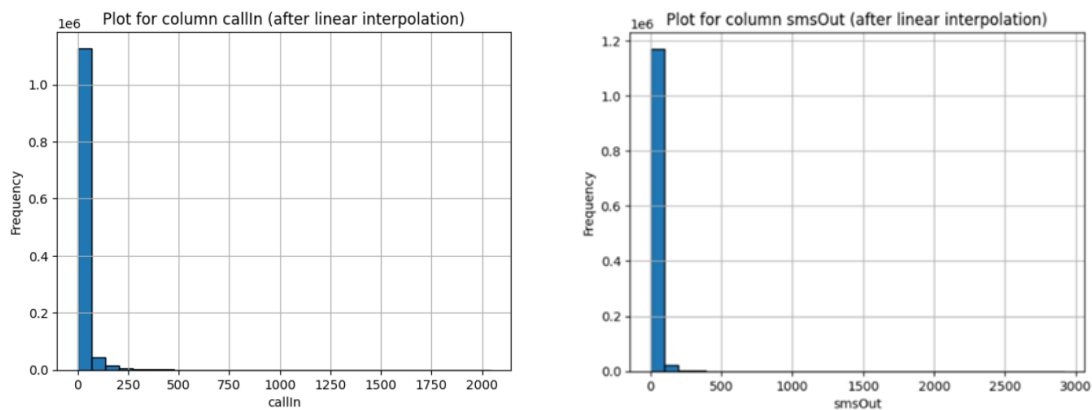 Plot for column callIn (after linear interpolation)
1e6
1.0
0.8
0.6
0.4
0.2
0.0
Frequency
0 250 500 750 1000 1250 1500 1750 2000
callIn
Plot for column smsOut (after linear interpolation)
1e6
1.2
1.0
0.8
0.6
0.4
0.2
0.0
Frequency
0 500 1000 1500 2000 2500 3000
smsOut